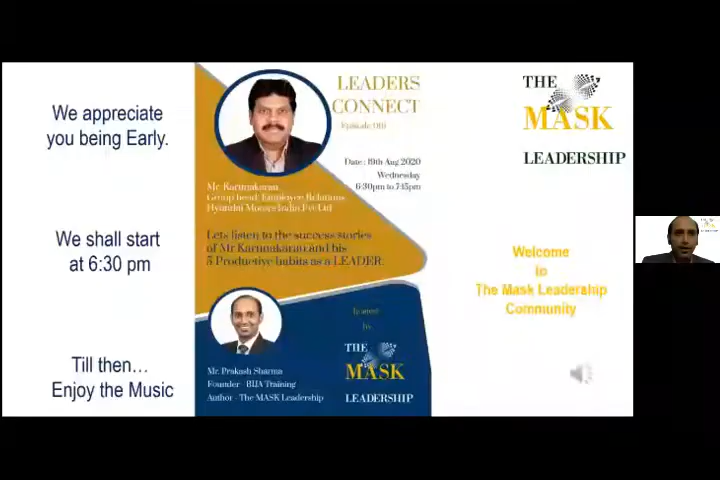 We appreciate
you being Early.
We shall start
at 6:30 pm
Till then...
Enjoy the Music
LEADERS
CONNECT
Episode
Date : 19th Aug 2020
Wednesday
6:30pm to 7:45pm
Mr. Karunakaran
Group head: Employee Relations
Hyundai Motors India Pvt Ltd
Lets listen to the success stories
of Mr Karunakaran and his
5 Productive habits as a LEADER.
Mr. Prakash Sharma
Founder - BIJA Training
Author - The MASK Leadership
by
THE
MASK
LEADERSHIP
THE
MASK
LEADERSHIP
Welcome
to
The Mask Leadership
Community